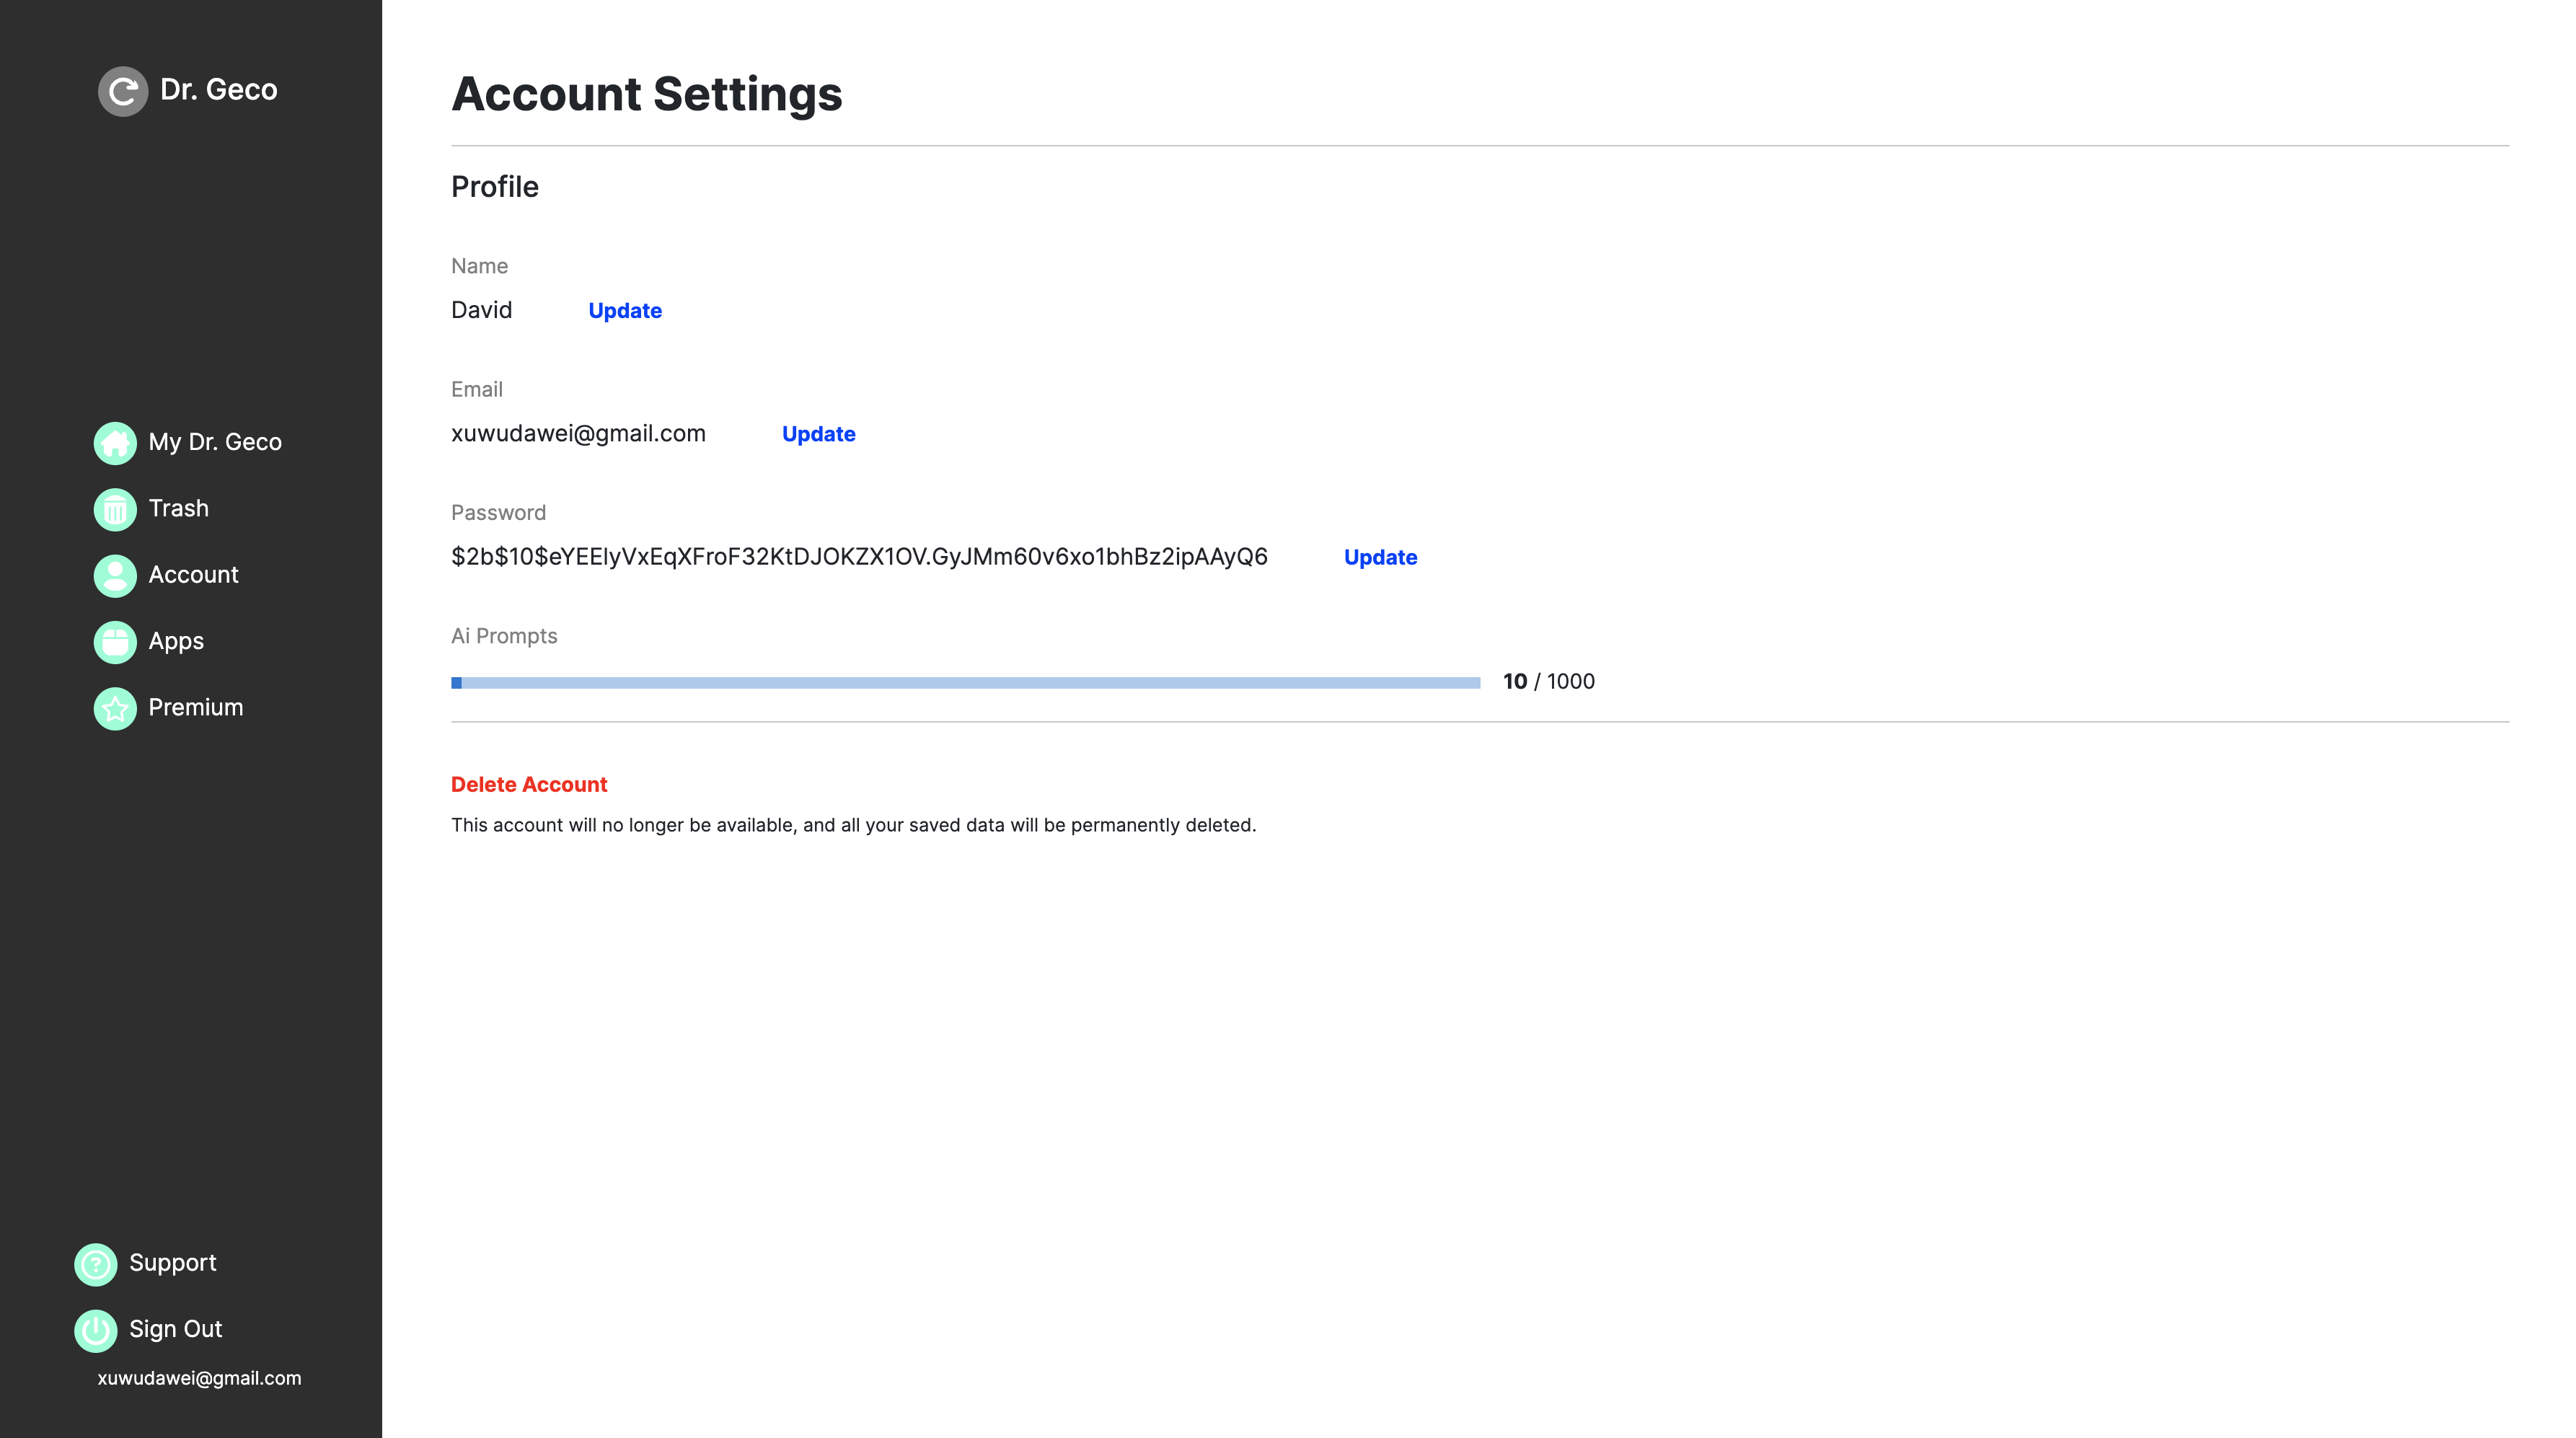 Dr. Geco
My Dr. Geco
Trash
Account
Apps
Premium
Support
Sign Out
xuwudawei@gmail.com
Account Settings
Profile
Name
David Update
Email
xuwudawei@gmail.com Update
Password
$2b$10$eYEElyVxEqXFroF32KtDJOKZX1OV.GyJMm60v6xo1bhBz2ipAAyQ6 Update
Ai Prompts
10 / 1000
Delete Account
This account will no longer be available, and all your saved data will be permanently deleted.